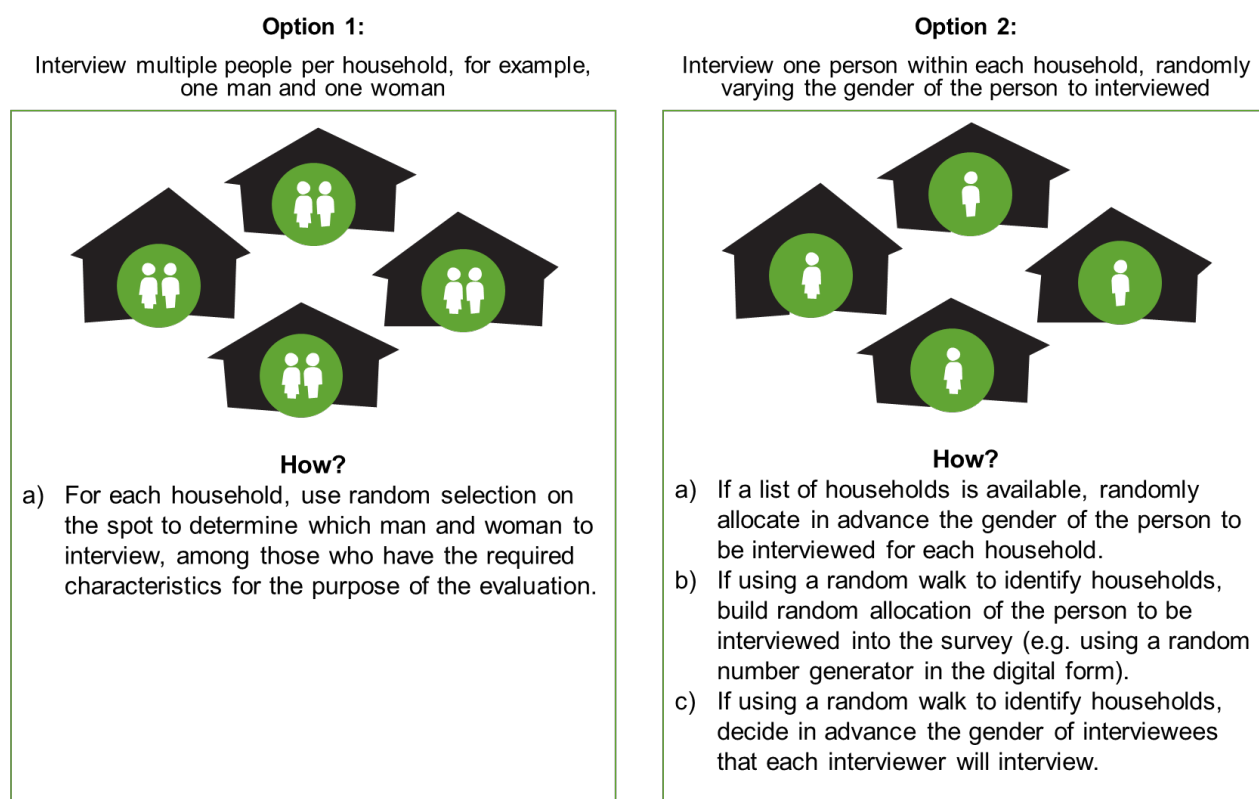 Option 1:
Interview multiple people per household, for example,
one man and one woman
How?
a) For each household, use random selection on
the spot to determine which man and woman to
interview, among those who have the required
characteristics for the purpose of the evaluation.
Option 2:
Interview one person within each household, randomly
varying the gender of the person to interviewed
How?
a) If a list of households is available, randomly
allocate in advance the gender of the person to
be interviewed for each household.
b) If using a random walk to identify households,
build random allocation of the person to be
interviewed into the survey (e.g. using a random
number generator in the digital form).
c) If using a random walk to identify households,
decide in advance the gender of interviewees
that each interviewer will interview.